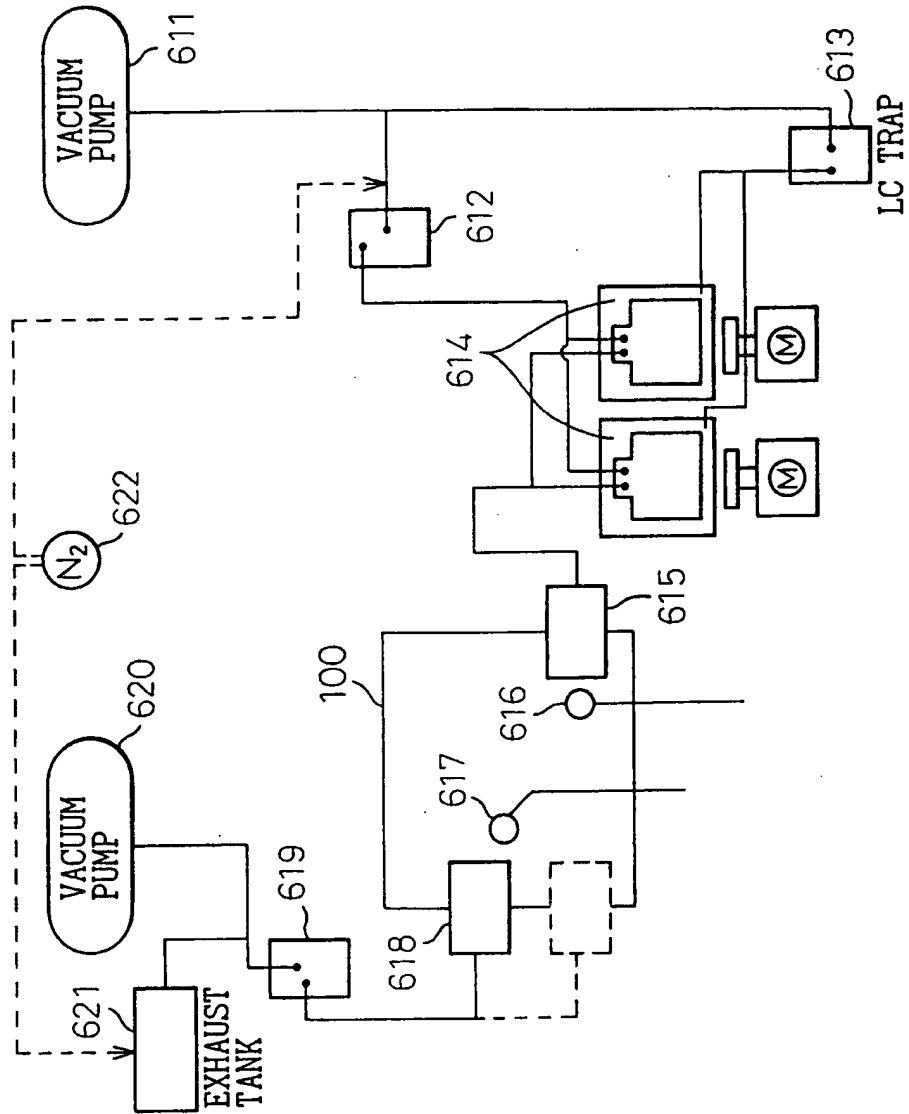 VACUUM
PUMP
620
N₂
622
VACUUM
PUMP
611
621
EXHAUST
TANK
619
100
612
618
617
616
614
615
M
M
613
LC TRAP